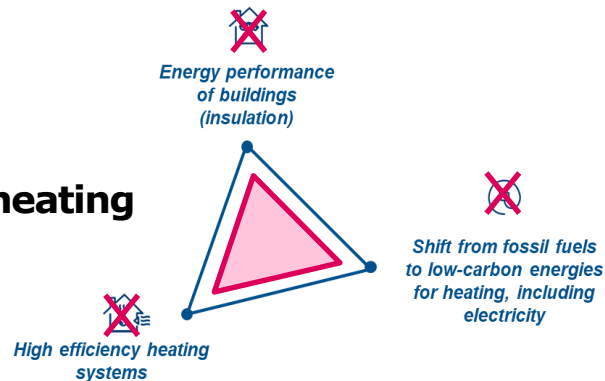 Energy performance
of buildings
(insulation)
heating
Shift from fossil fuels
to low-carbon energies
for heating, including
electricity
High efficiency heating
systems